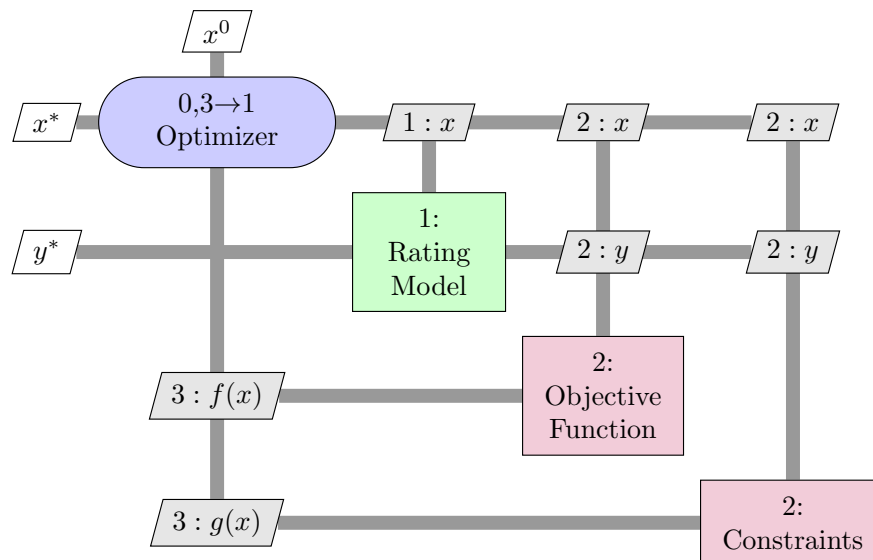 x⁰
x*
0,3→1
Optimizer
1 : x
2 : x
2 : x
y*
1:
Rating
Model
2 : y
2 : y
3 : f(x)
2:
Objective
Function
3 : g(x)
2:
Constraints